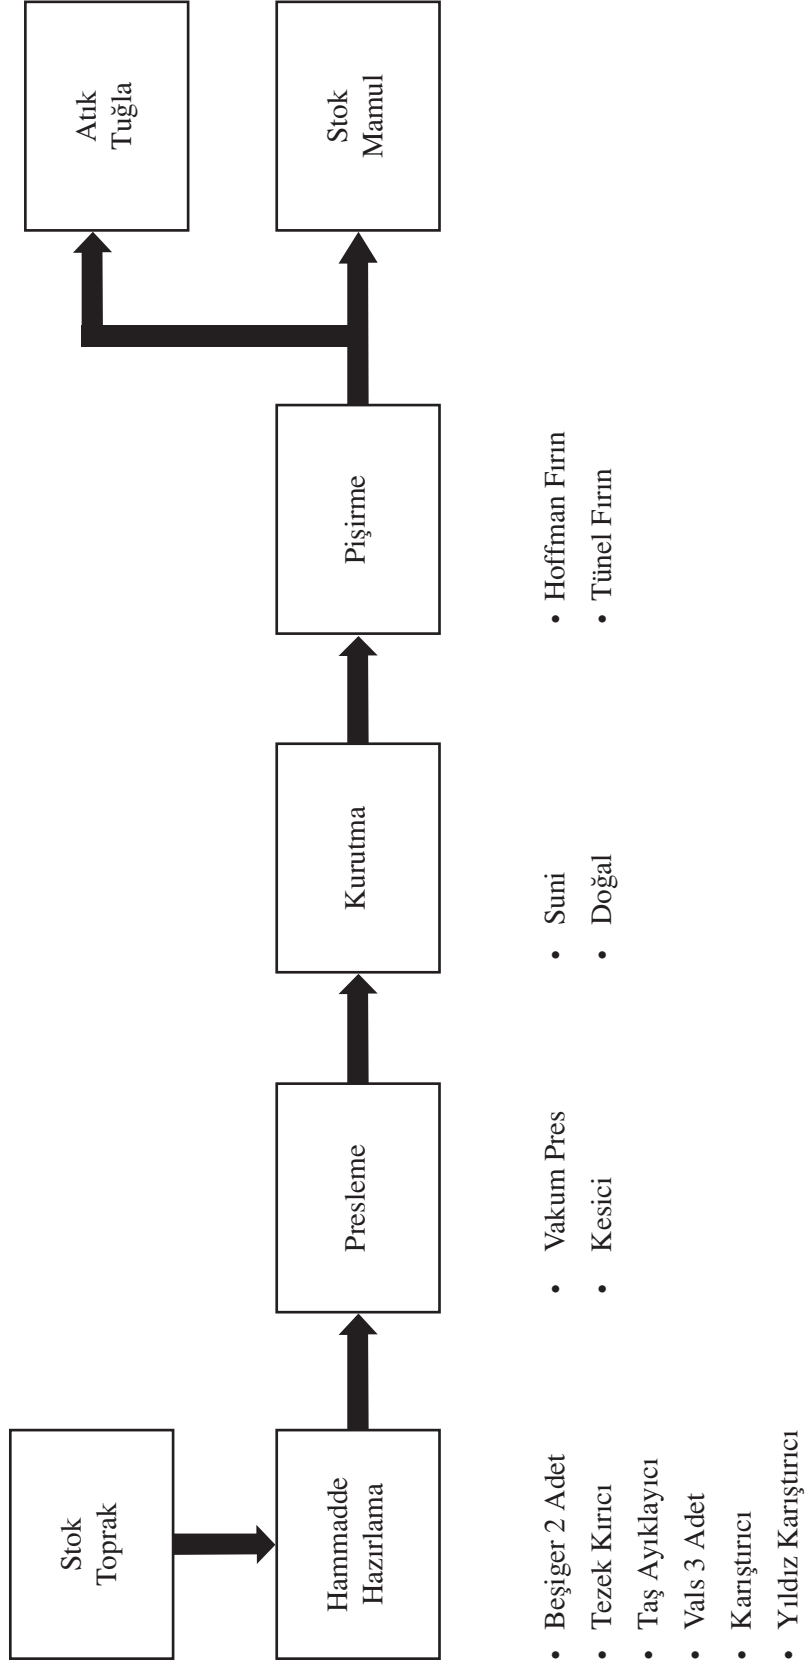 Stok
Toprak
Hammadde
Hazırlama
Presleme
Kurutma
Pişirme
Atık
Tuğla
Stok
Mamul
• Beşiger 2 Adet
• Tezek Kırıcı
• Taş Ayıklayıcı
• Vals 3 Adet
• Karıştırıcı
• Yıldız Karıştırıcı
• Vakum Pres
• Kesici
• Suni
• Doğal
• Hoffman Fırın
• Tünel Fırın